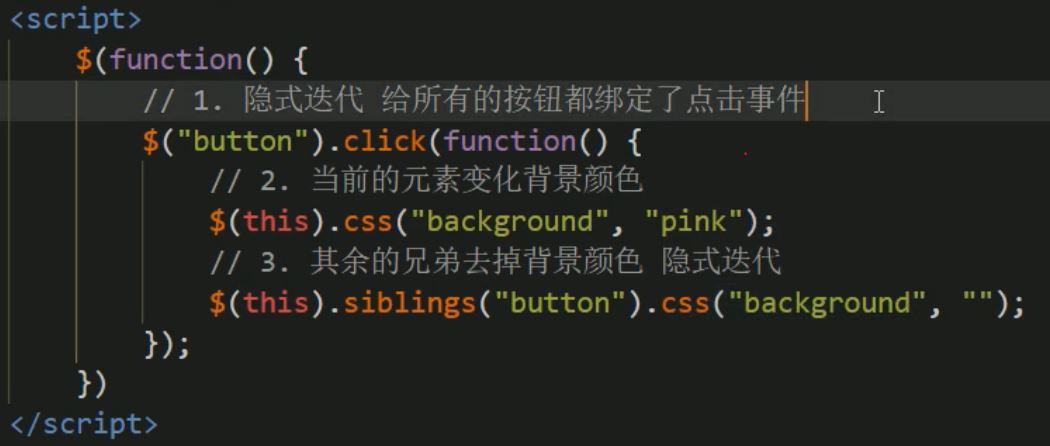 <script>
$(function() {
// 1. 隐式迭代 给所有的按钮都绑定了点击事件
$("button").click(function() {
// 2. 当前的元素变化背景颜色
$(this).css("background", "pink");
// 3. 其余的兄弟去掉背景颜色 隐式迭代
$(this).siblings("button").css("background", "");
});
})
</script>